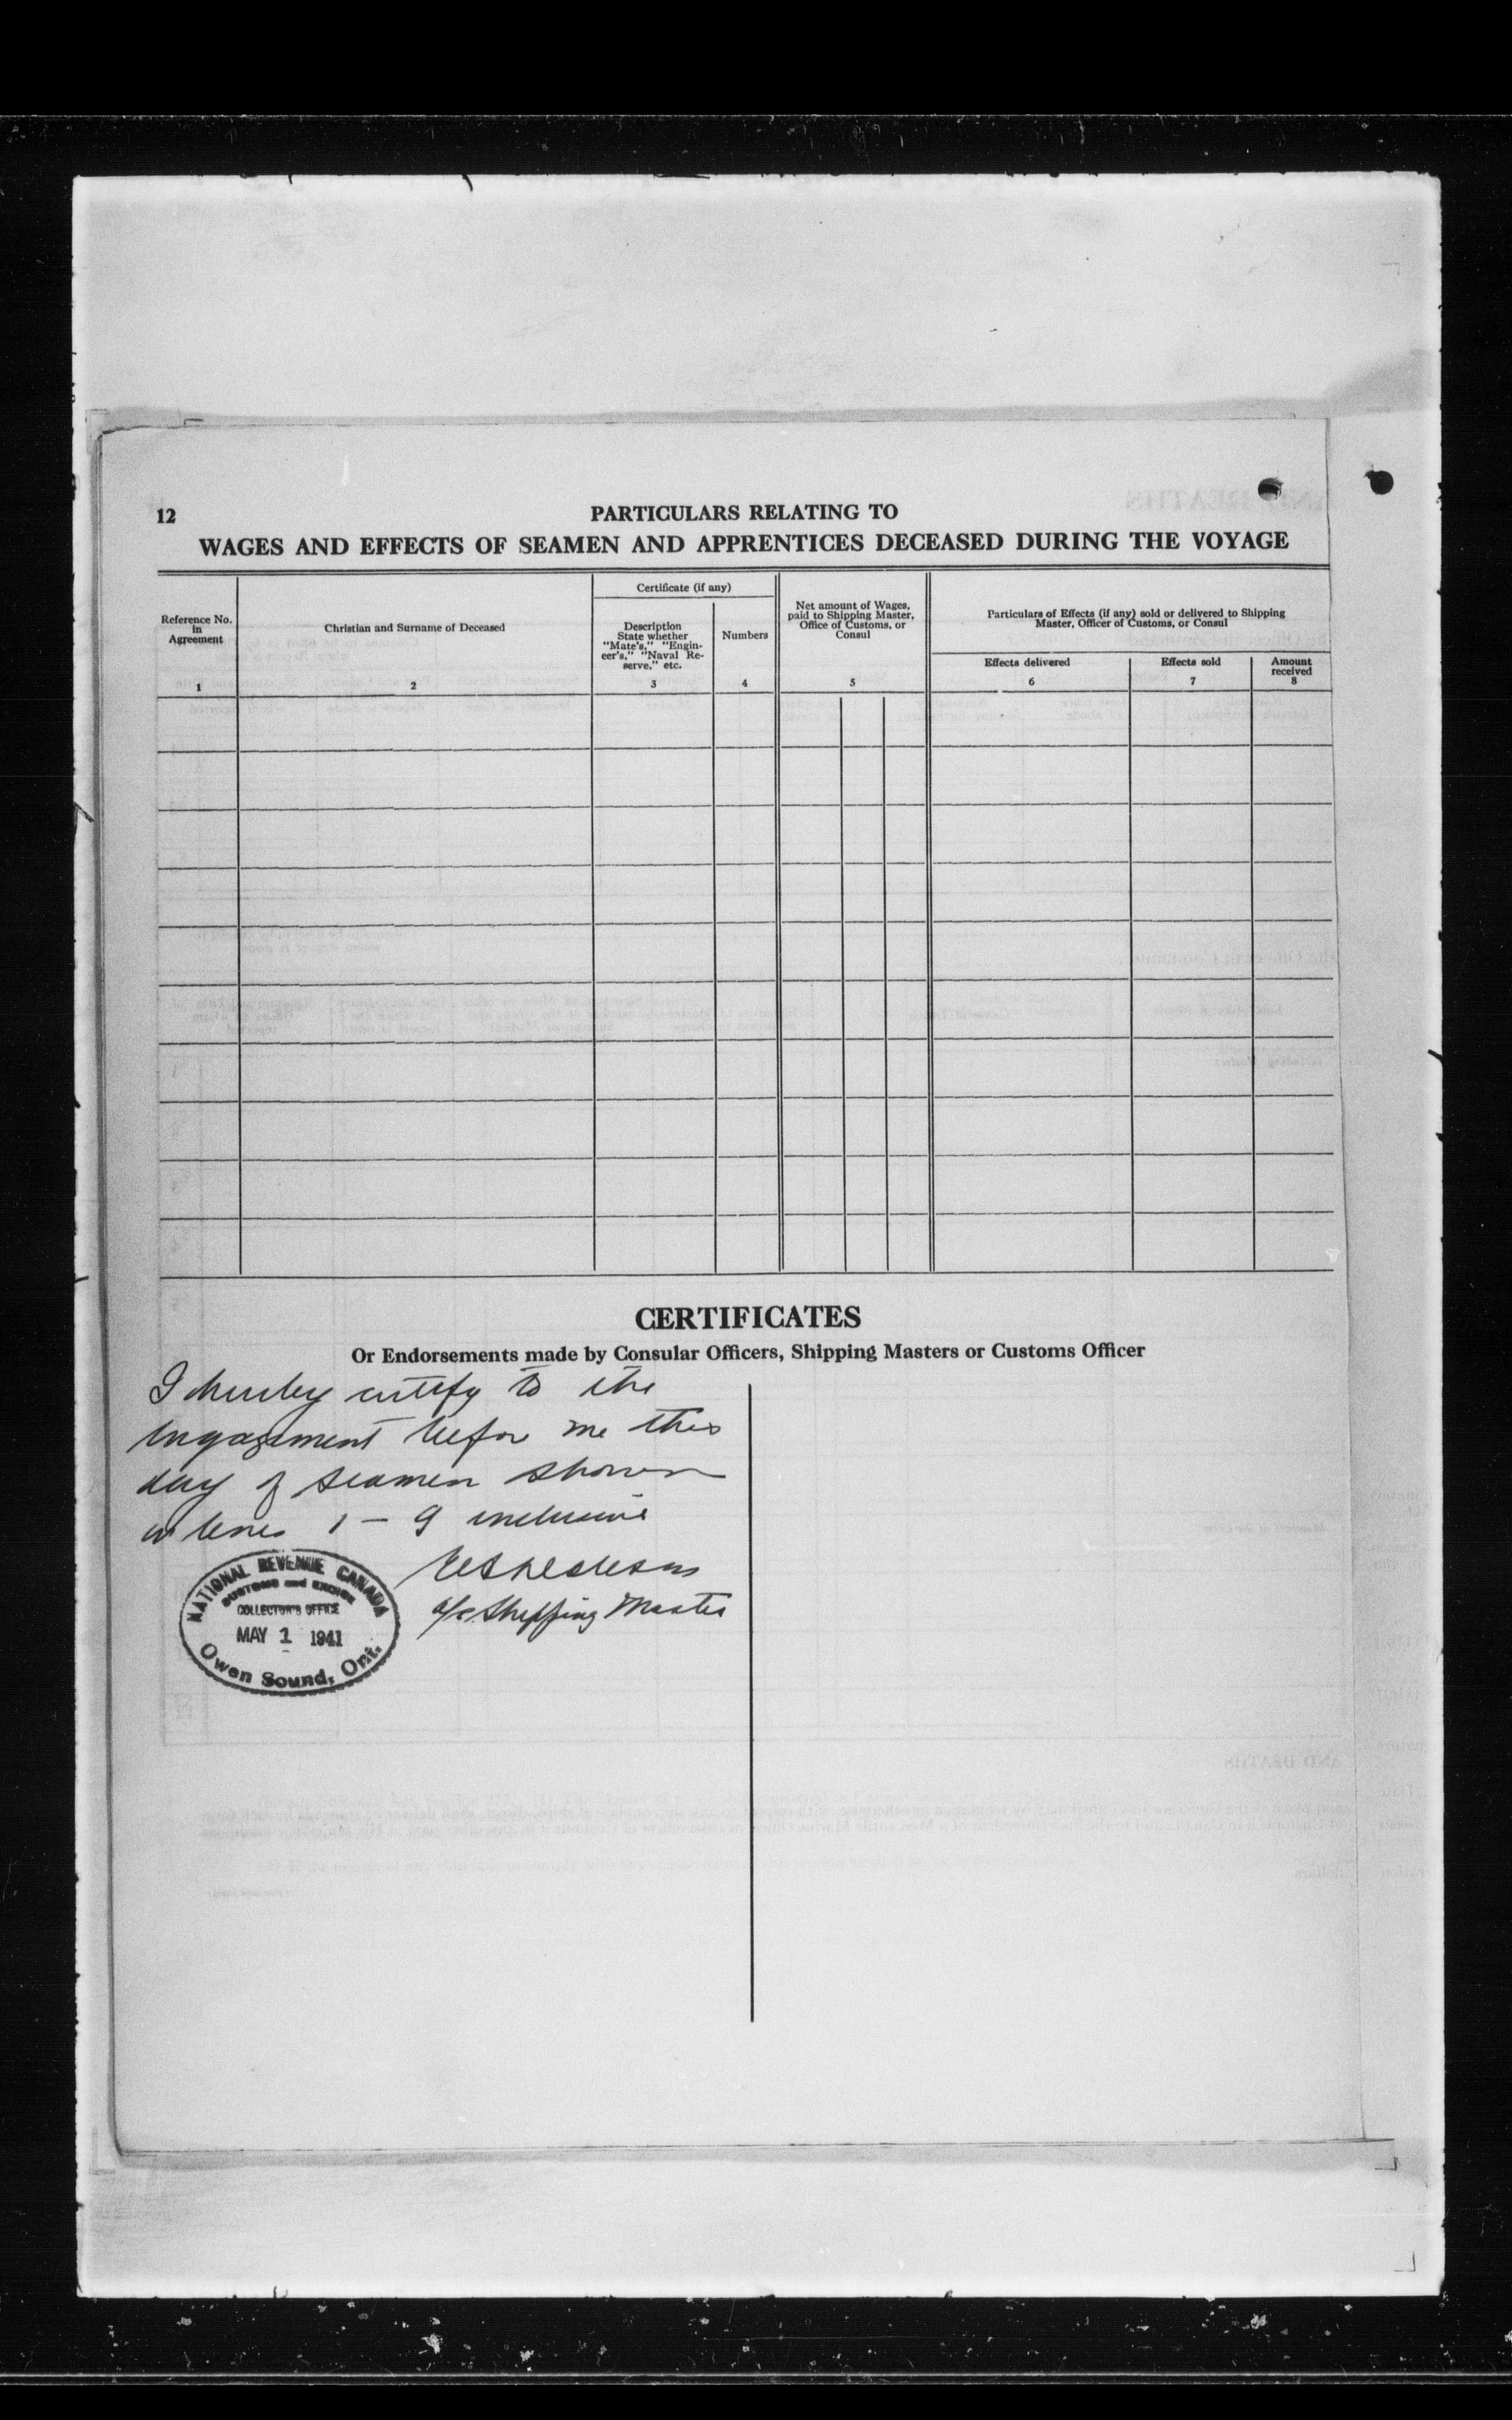 12
PARTICULARS RELATING TO
WAGES AND EFFECTS OF SEAMEN AND APPRENTICES DECEASED DURING THE VOYAGE
Reference No.
in
Agreement
1
Christian and Surname of Deceased
2
Certificate (if any)
Description
State whether
"Mate's," "Engin-
eer's," "Naval Re-
serve," etc.
3
Numbers
4
Net amount of Wages,
paid to Shipping Master,
Office of Customs, or
Consul
5
Particulars of Effects (if any) sold or delivered to Shipping
Master, Officer of Customs, or Consul
Effects delivered
6
Effects sold
7
Amount
received
8
CERTIFICATES
Or Endorsements made by Consular Officers, Shipping Masters or Customs Officer
I hereby certify to the
engagement before me this
day of seamen shown
on lines 1 - 9 inclusive
Shipping Master
NATIONAL REVENUE CANADA
CUSTOMS and EXCISE
COLLECTOR'S OFFICE
MAY 1 1941
Owen Sound, Ont.